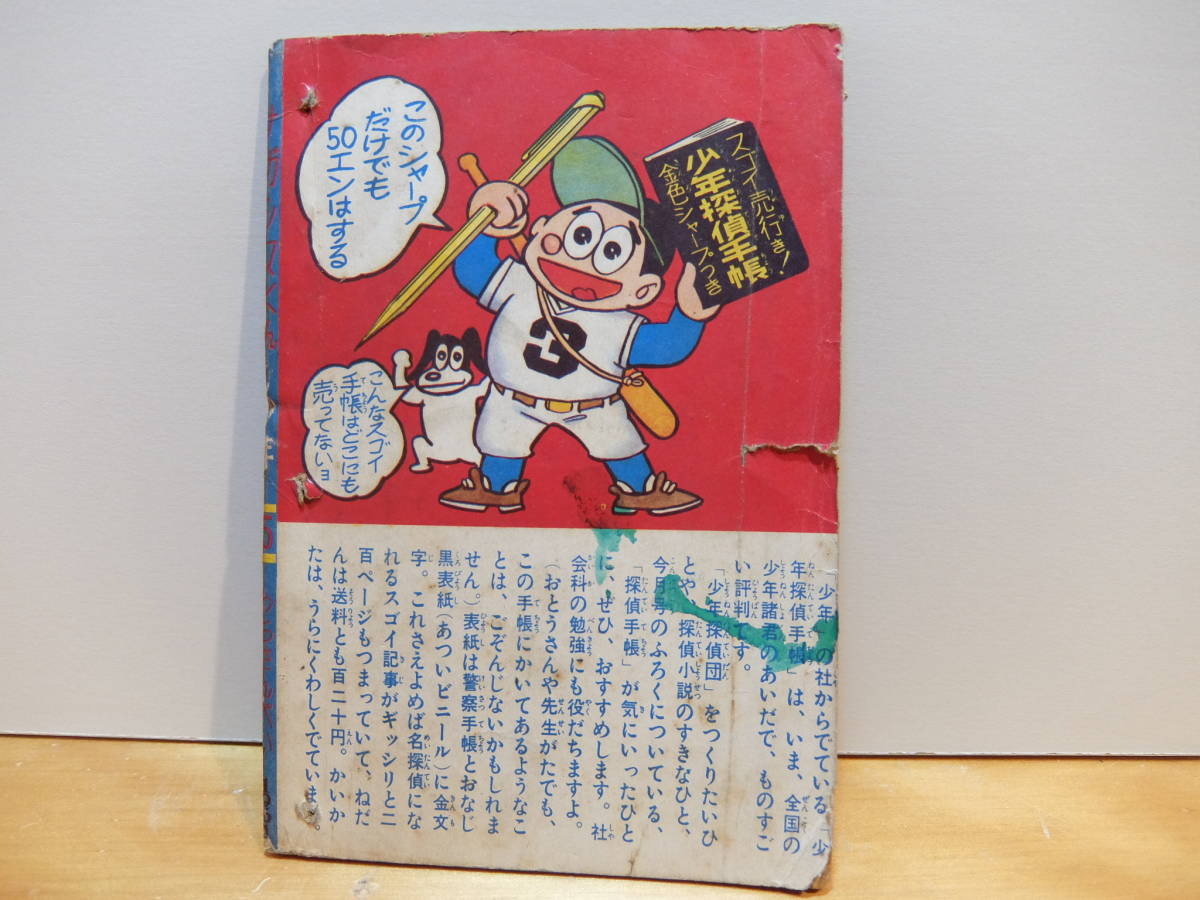 スゴイ売行き!
少年探偵手帳
金色シャープつき
このシャープ
だけでも
50エンはする
こんなスゴイ
手帳はどこにも
売ってないョ
「少年」の社からでている「少
年探偵手帳」は、いま、全国の
少年諸君のあいだで、ものすご
い評判です。
「少年探偵団」をつくりたいひ
とや、探偵小説のすきなひと、
今月号のふろくについている、
「探偵手帳」が気にいったひと
に、ぜひ、おすすめします。社
会科の勉強にも役だちますよ。
(おとうさんや先生がたでも、
この手帳にかいてあるようなこ
とは、ごぞんじないかもしれま
せん。)表紙は警察手帳とおなじ
黒表紙(あついビニール)に金文
字。これさえよめば名探偵にな
れるスゴイ記事がギッシリと二
百ページもつまっていて、ねだ
んは送料とも百二十円。かいか
たは、うらにくわしくでていま。